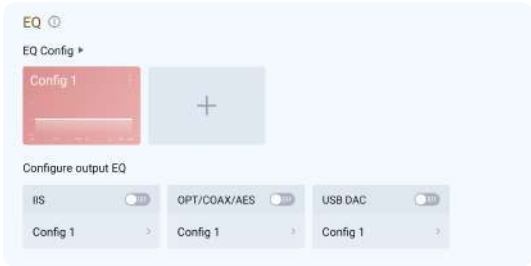 EQ
EQ Config
Config 1
Configure output EQ
IIS
OPT/COAX/AES
USB DAC
Config 1
Config 1
Config 1